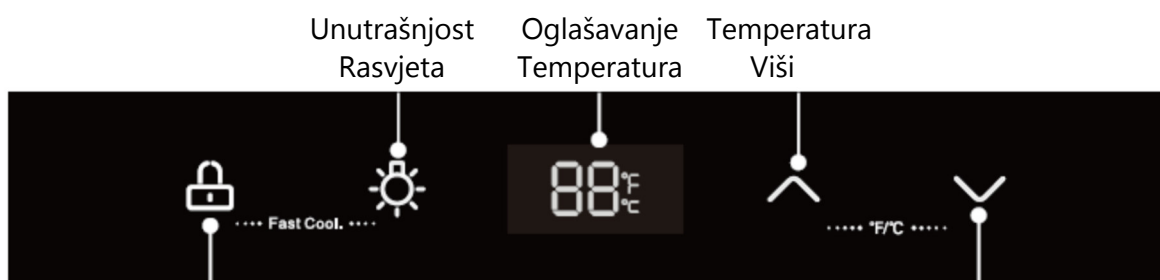 Unutrašnjost Oglašavanje Temperatura
Rasvjeta Temperatura Viši
88 °F
°C
Fast Cool.
°F/°C